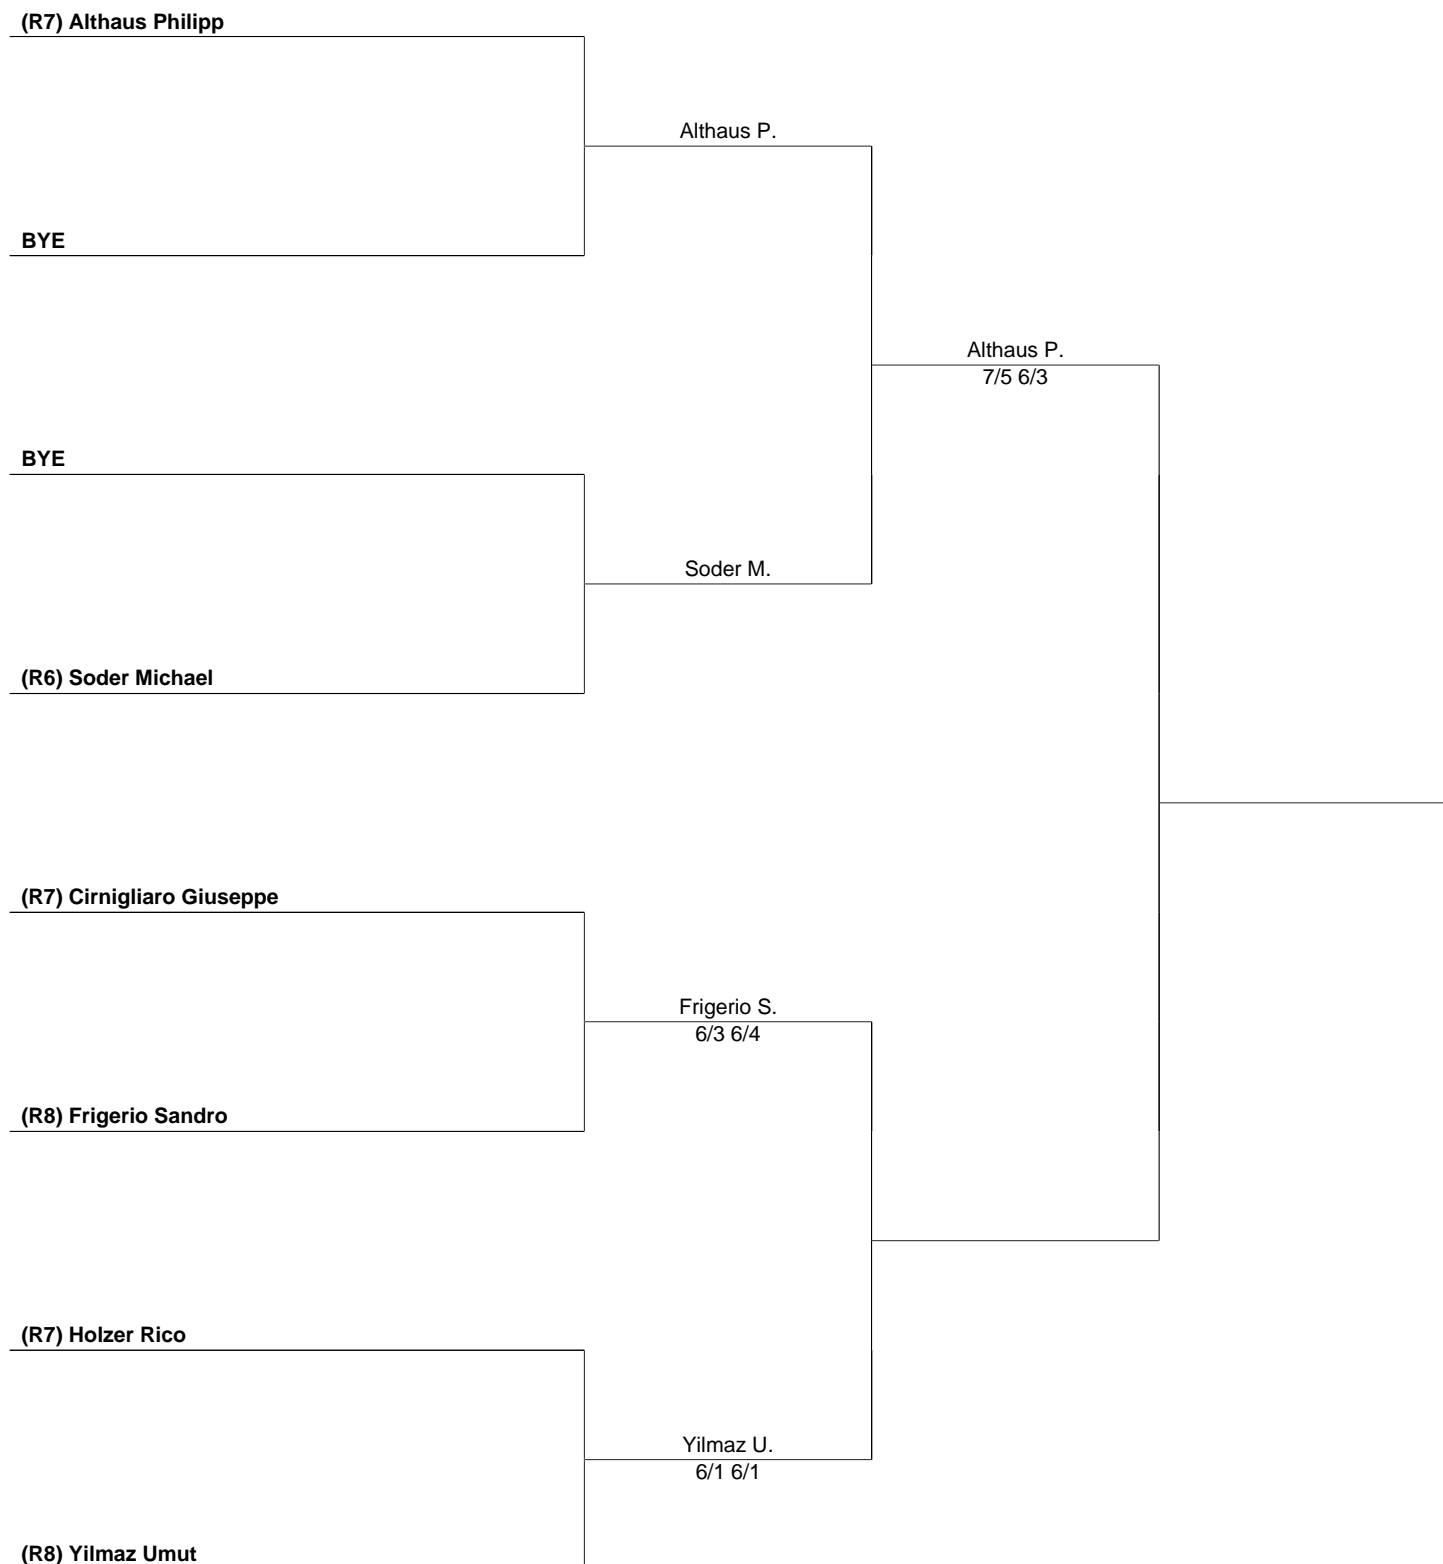 (R7) Althaus Philipp
Althaus P.
BYE
Althaus P.
7/5 6/3
BYE
Soder M.
(R6) Soder Michael
(R7) Cirnigliaro Giuseppe
Frigerio S.
6/3 6/4
(R8) Frigerio Sandro
(R7) Holzer Rico
Yilmaz U.
6/1 6/1
(R8) Yilmaz Umut